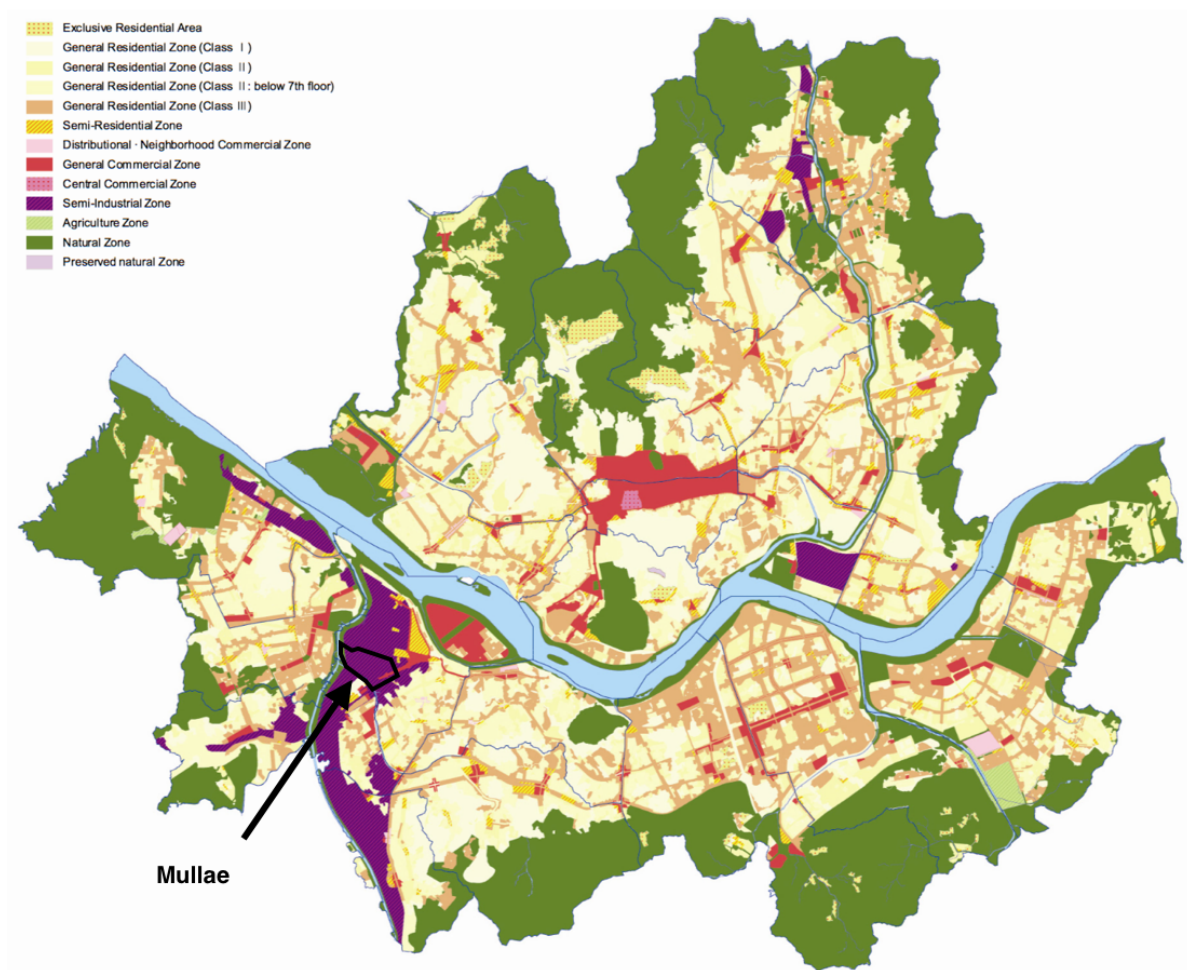 Exclusive Residential Area
General Residential Zone (Class Ⅰ)
General Residential Zone (Class Ⅱ)
General Residential Zone (Class Ⅱ: below 7th floor)
General Residential Zone (Class Ⅲ)
Semi-Residential Zone
Distributional · Neighborhood Commercial Zone
General Commercial Zone
Central Commercial Zone
Semi-Industrial Zone
Agriculture Zone
Natural Zone
Preserved natural Zone
Mullae